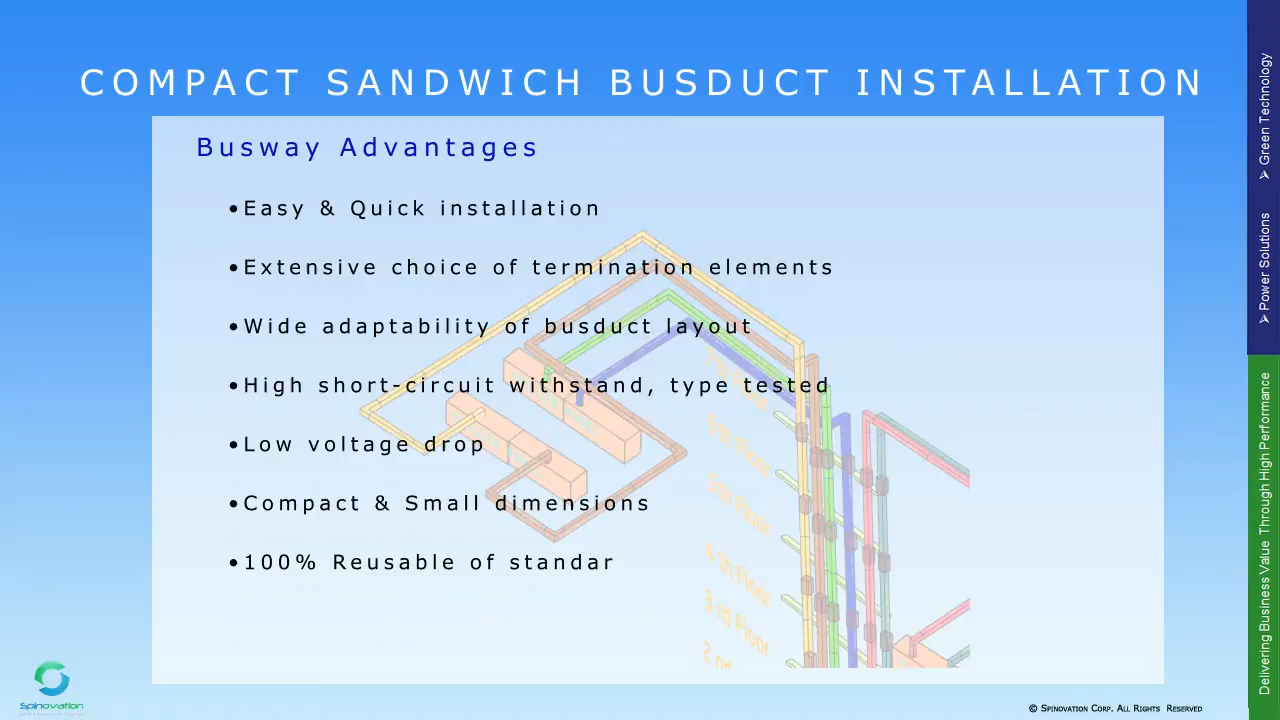 COMPACT SANDWICH BUSDUCT INSTALLATION
Busway Advantages
•Easy & Quick installation
•Extensive choice of termination elements
•Wide adaptability of busduct layout
•High short-circuit withstand, type tested
•Low voltage drop
•Compact & Small dimensions
•100% Reusable of standar
➢ Green Technology
➢ Power Solutions
Delivering Business Value Through High Performance
Spinovation
© SPINOVATION CORP. ALL RIGHTS RESERVED